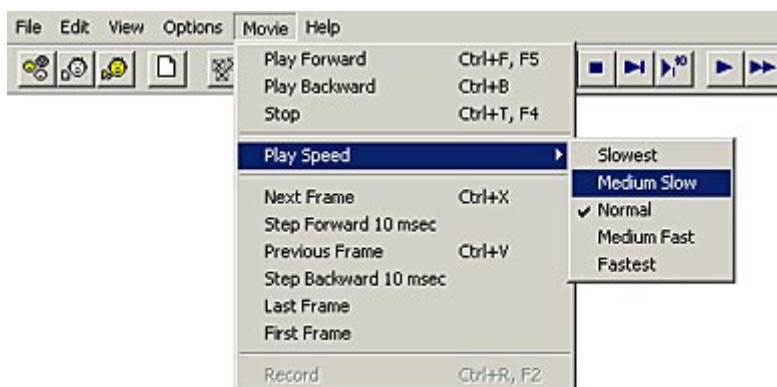 File Edit View Options Movie Help
Play Forward Ctrl+F, F5
Play Backward Ctrl+B
Stop Ctrl+T, F4
Play Speed
Slowest
Medium Slow
Normal
Medium Fast
Fastest
Next Frame Ctrl+X
Step Forward 10 msec
Previous Frame Ctrl+V
Step Backward 10 msec
Last Frame
First Frame
Record Ctrl+R, F2
10